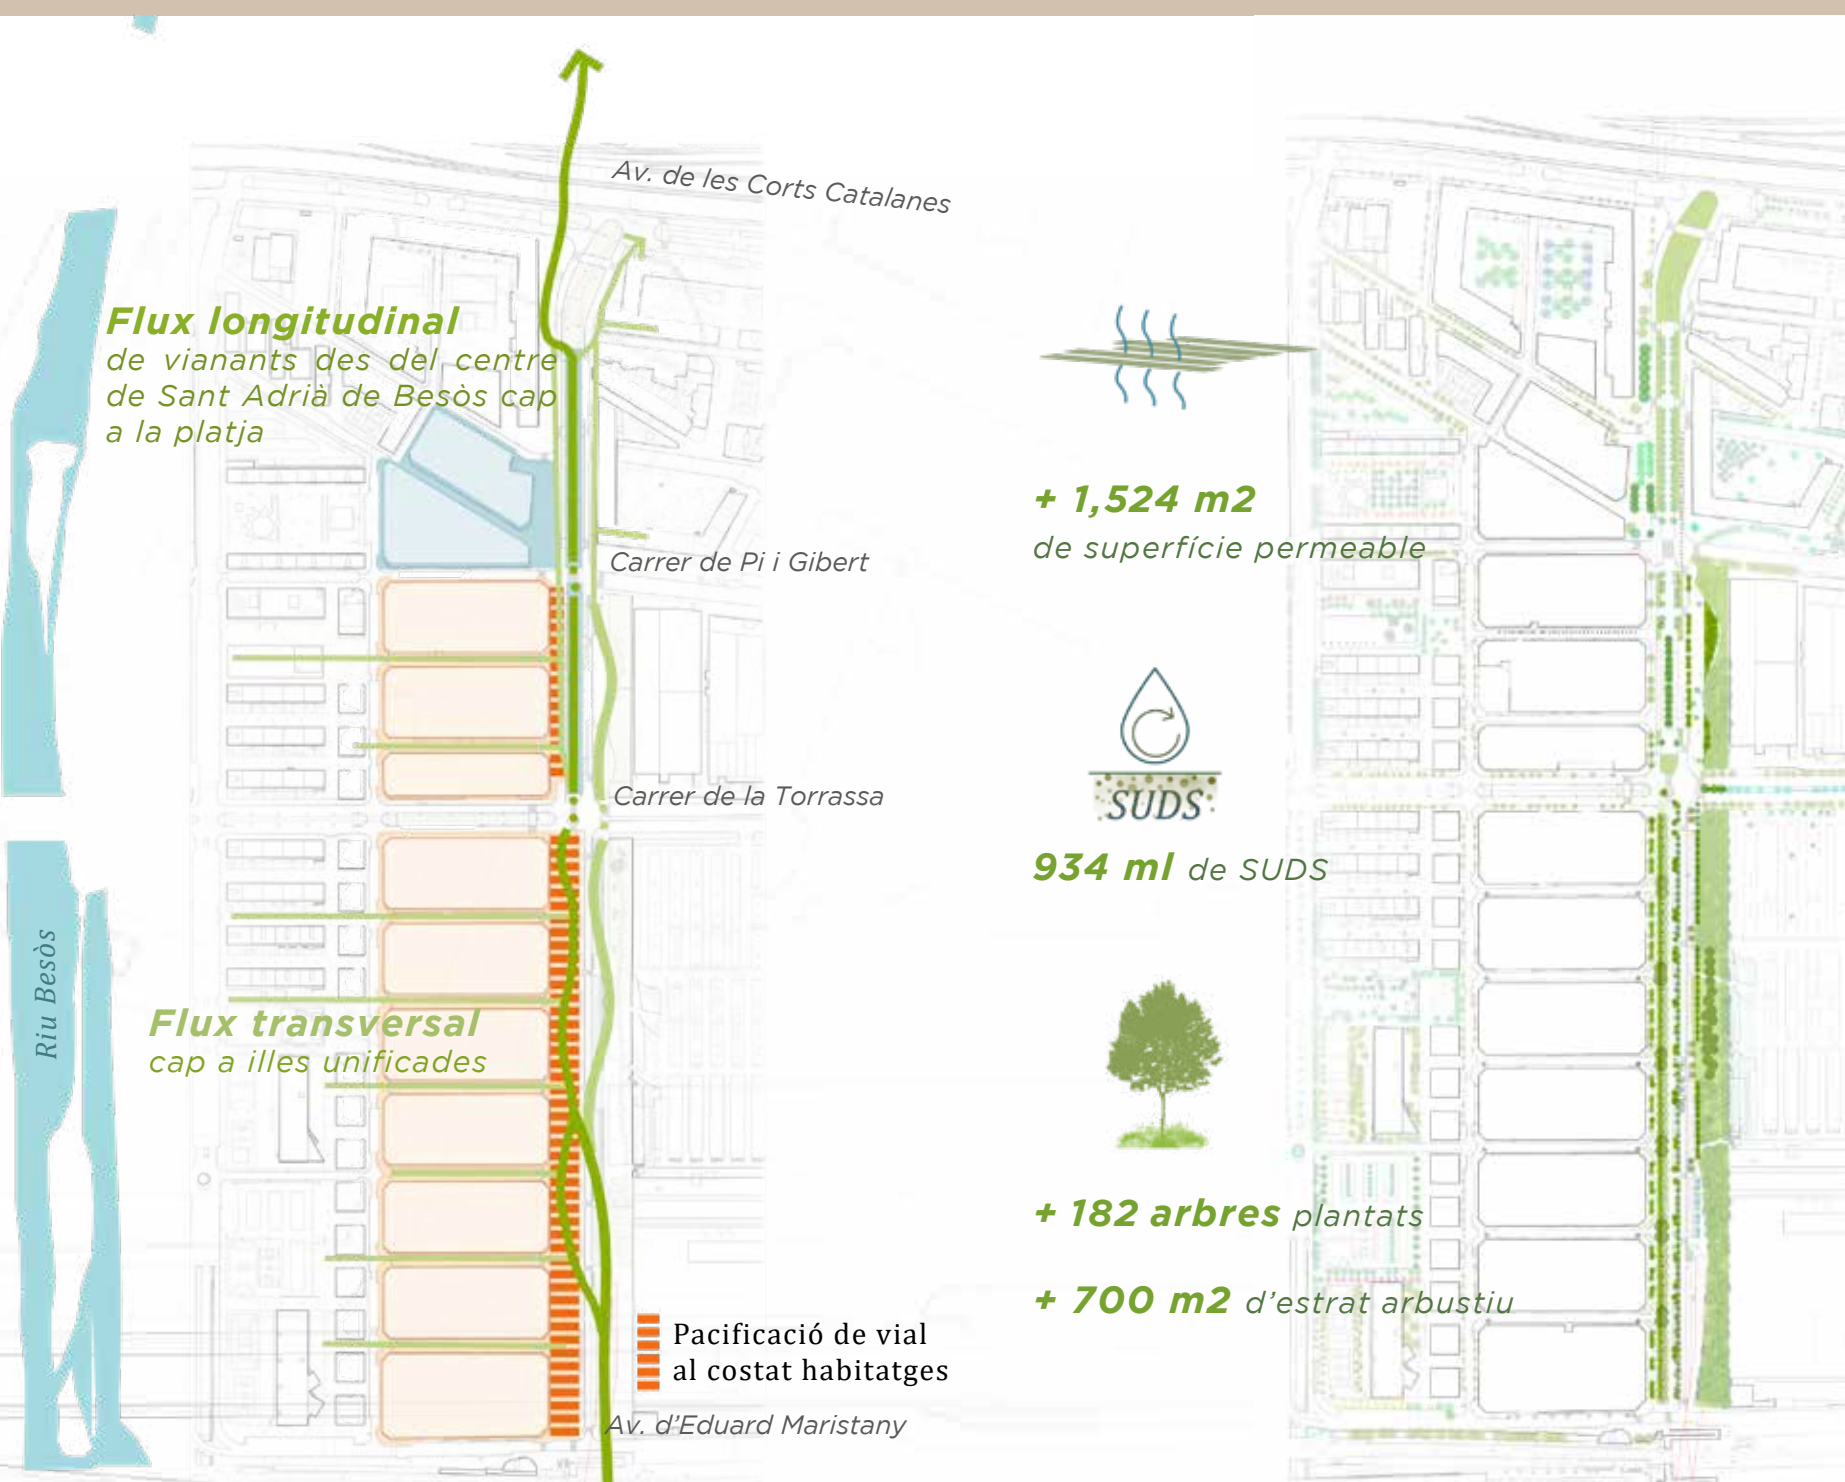 Av. de les Corts Catalanes
Flux longitudinal
de vianants des del centre
de Sant Adrià de Besòs cap
a la platja
Carrer de Pi i Gibert
Carrer de la Torrassa
Riu Besòs
Flux transversal
cap a illes unificades
Pacificació de vial
al costat habitatges
Av. d'Eduard Maristany
+ 1,524 m2
de superfície permeable
SUDS
934 ml de SUDS
+ 182 arbres plantats
+ 700 m2 d'estrat arbustiu